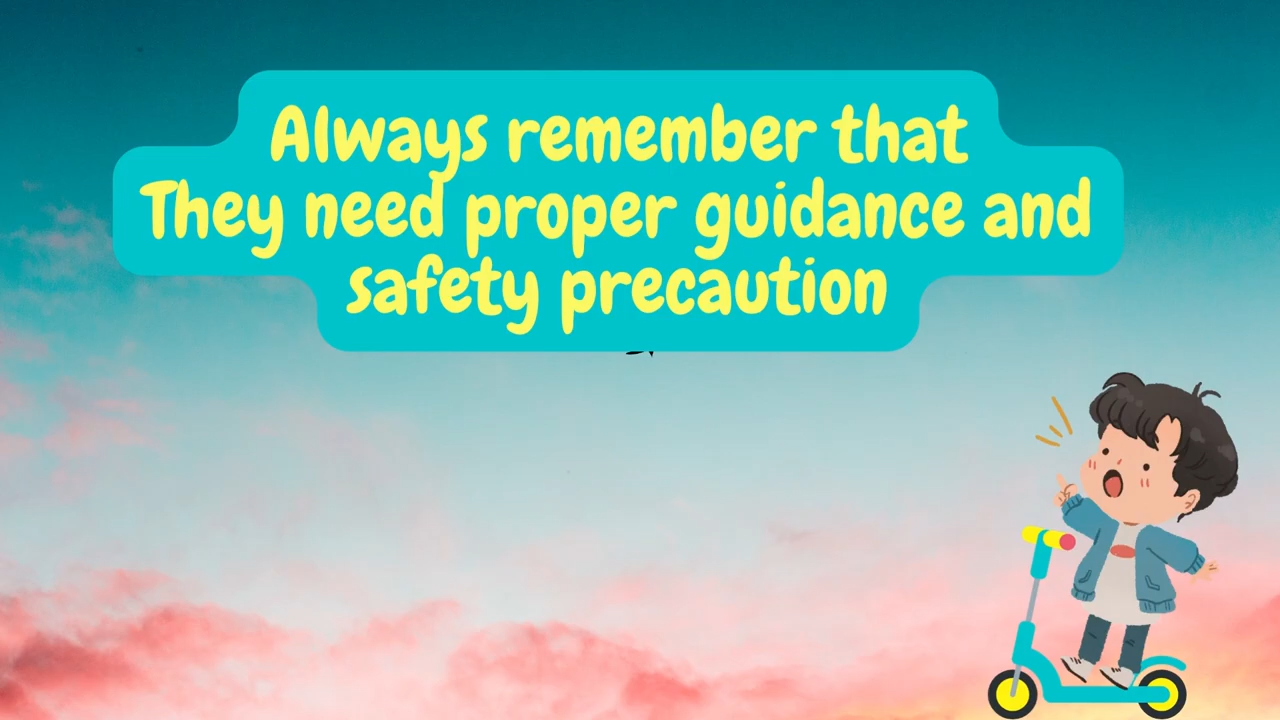 Always remember that
They need proper guidance and
safety precaution